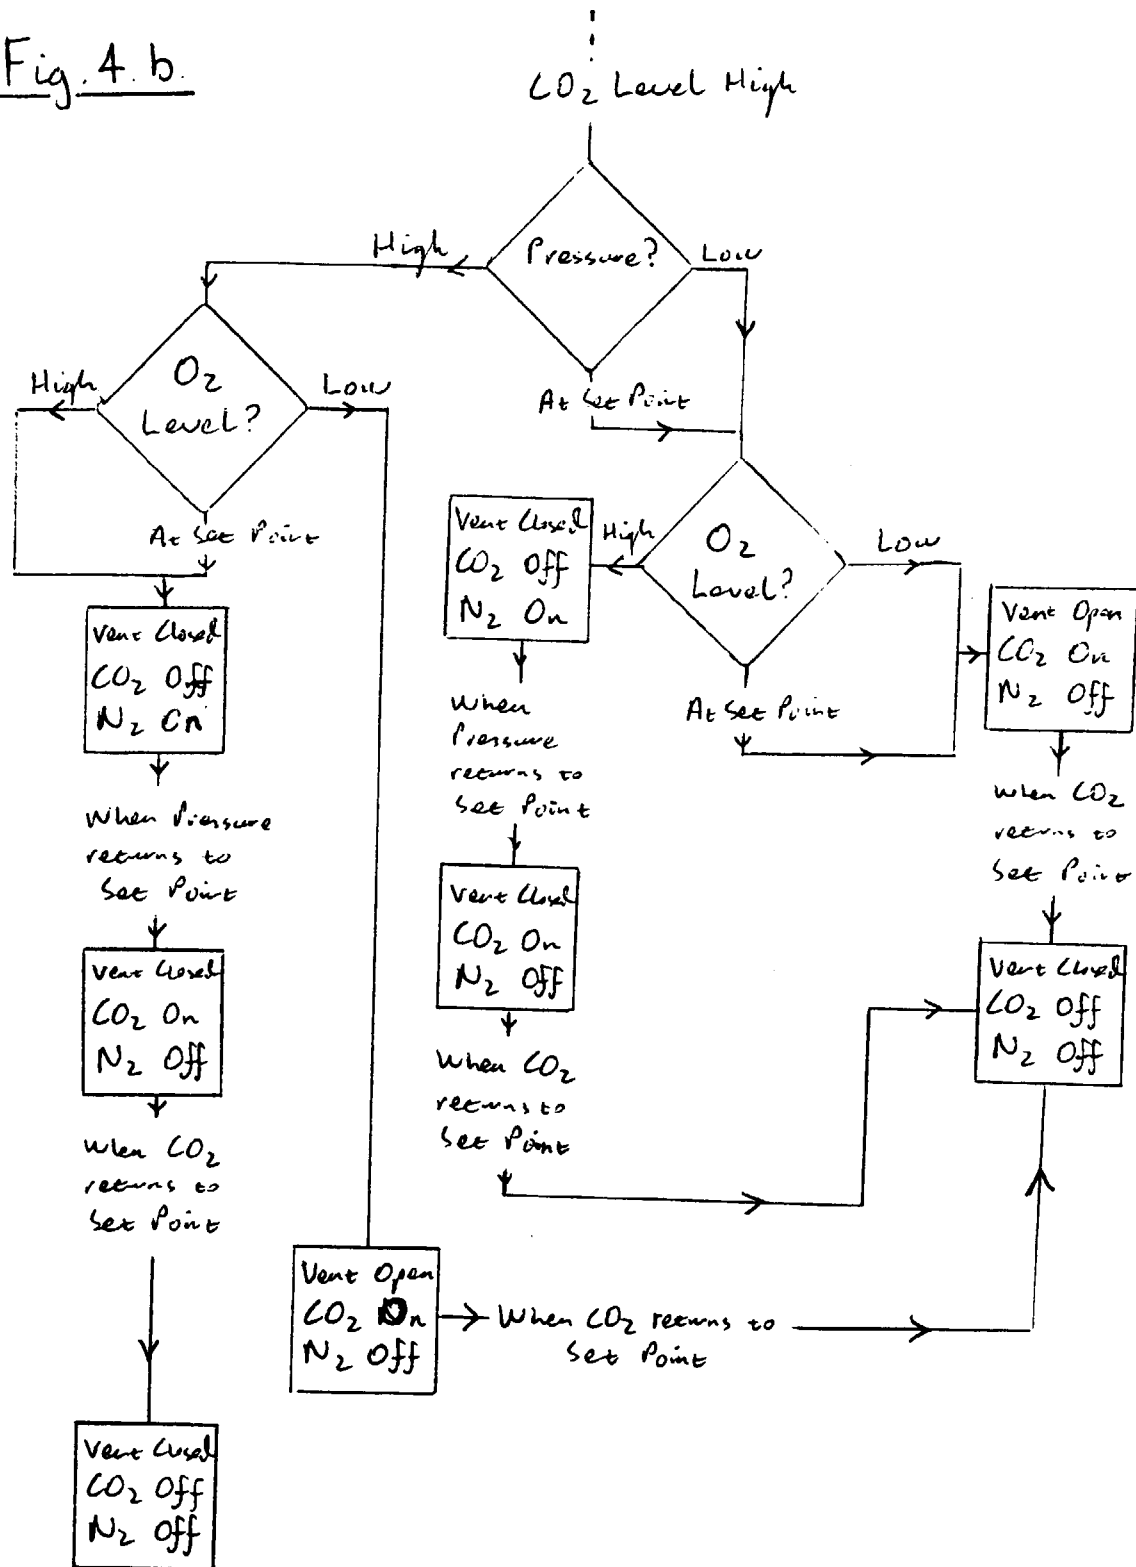 Fig. 4. b.
CO2 Level High
Pressure?
High
Low
At Set Point
O2
Level?
High
Low
At Set Point
Vent Closed
CO2 Off
N2 On
When Pressure
returns to
Set Point
Vent Closed
CO2 On
N2 Off
When CO2
returns to
Set Point
Vent Closed
CO2 Off
N2 Off
Vent Open
CO2 On
N2 Off
When CO2 returns to
Set Point
O2
Level?
High
Low
At Set Point
Vent Closed
CO2 Off
N2 On
When
Pressure
returns to
Set Point
Vent Closed
CO2 On
N2 Off
When CO2
returns to
Set Point
Vent Open
CO2 On
N2 Off
When CO2
returns to
Set Point
Vent Closed
CO2 Off
N2 Off